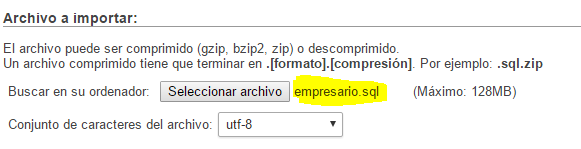 Archivo a importar:
El archivo puede ser comprimido (gzip, bzip2, zip) o descomprimido.
Un archivo comprimido tiene que terminar en .[formato].[compresión]. Por ejemplo: .sql.zip
Buscar en su ordenador: Seleccionar archivo empresario.sql (Máximo: 128MB)
Conjunto de caracteres del archivo: utf-8